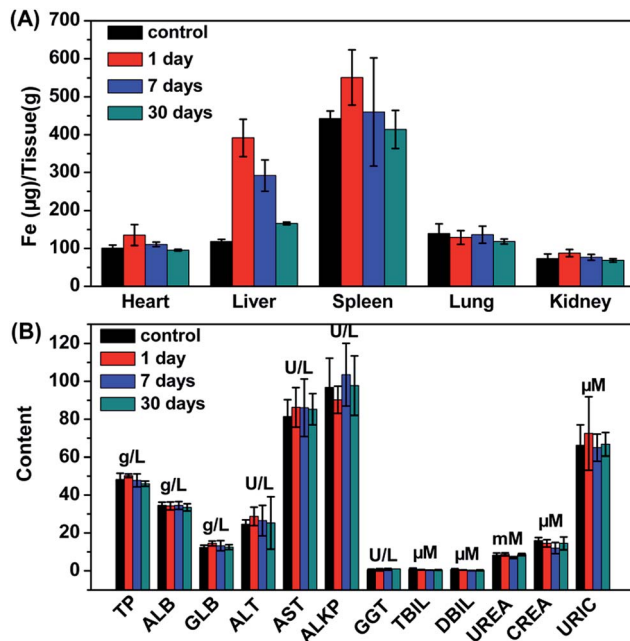 (A)
700
600
500
400
300
200
100
0
Fe (µg)/Tissue(g)
control
1 day
7 days
30 days
Heart Liver Spleen Lung Kidney
(B)
120
100
80
60
40
20
0
Content
control
1 day
7 days
30 days
g/L g/L g/L U/L U/L U/L U/L µM µM mM µM µM
TP ALB GLB ALT AST ALKP GGT TBIL DBIL UREA CREA URIC